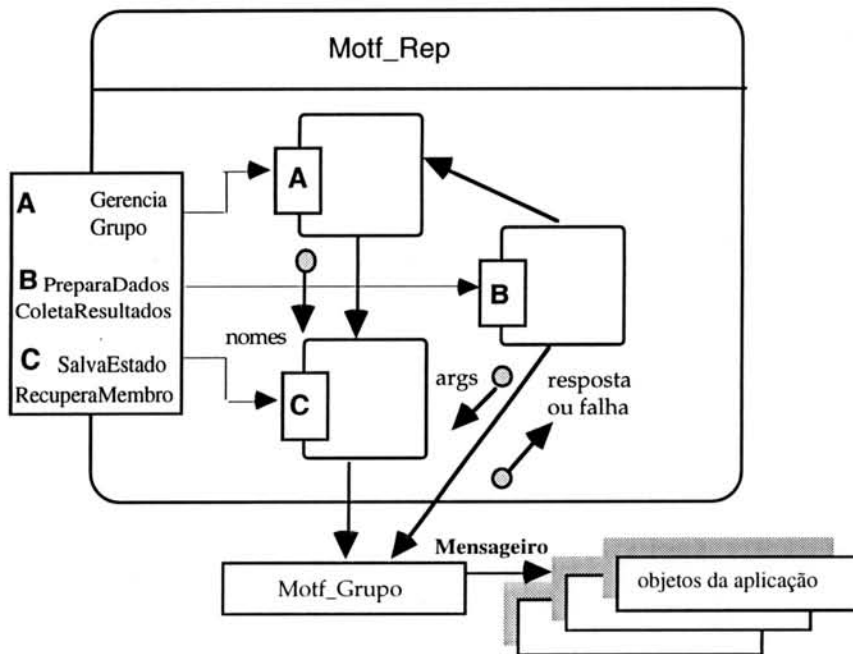 Motf_Rep
A Gerencia
Grupo
B PreparaDados
ColetaResultados
C SalvaEstado
RecuperaMembro
A
B
nomes
C
args
resposta
ou falha
Mensageiro
Motf_Grupo
objetos da aplicação